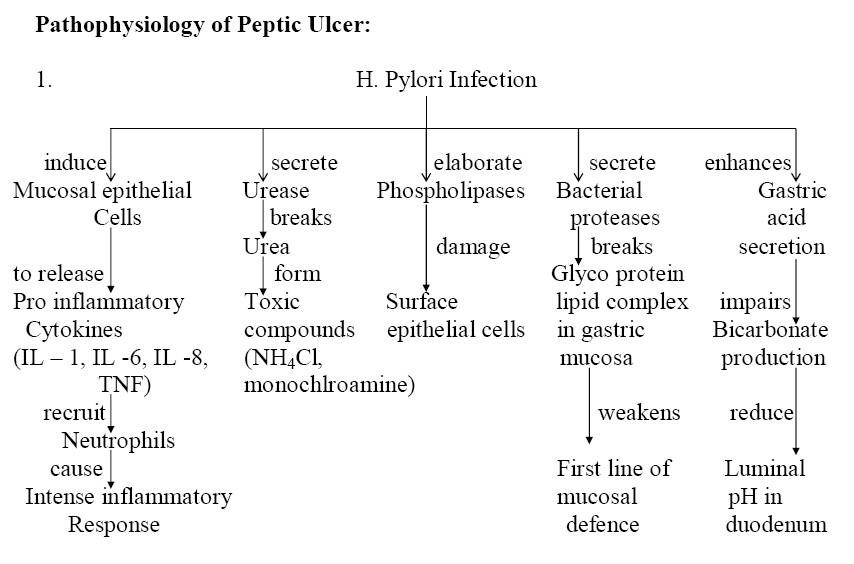 Pathophysiology of Peptic Ulcer:
1. H. Pylori Infection
induce
Mucosal epithelial
Cells
to release
Pro inflammatory
Cytokines
(IL – 1, IL -6, IL -8,
TNF)
recruit
Neutrophils
cause
Intense inflammatory
Response
secrete
Urease
breaks
Urea
form
Toxic
compounds
(NH₄Cl,
monochlroamine)
elaborate
Phospholipases
damage
Surface
epithelial cells
secrete
Bacterial
proteases
breaks
Glyco protein
lipid complex
in gastric
mucosa
weakens
First line of
mucosal
defence
enhances
Gastric
acid
secretion
impairs
Bicarbonate
production
reduce
Luminal
pH in
duodenum